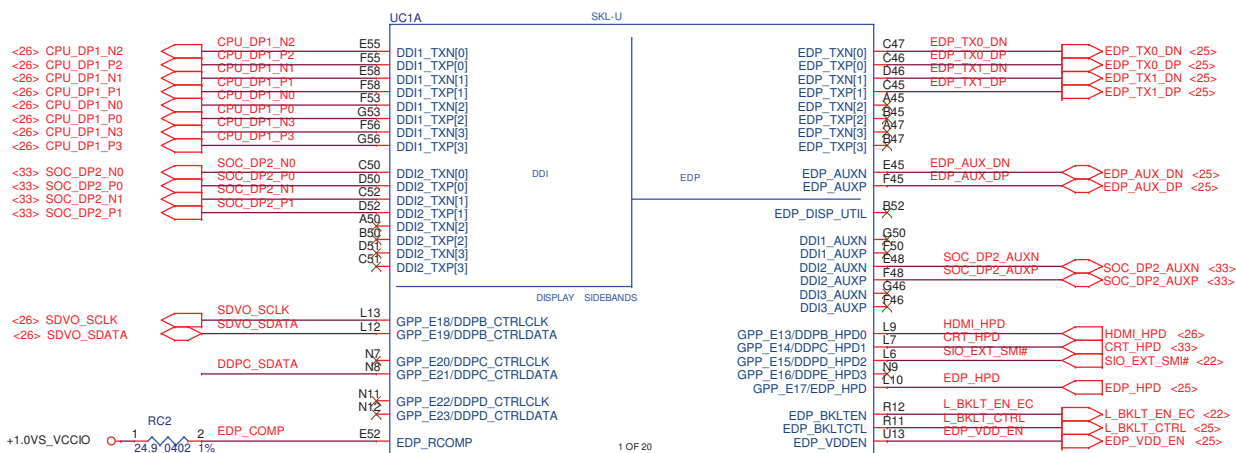 UC1A SKL-U
<26> CPU_DP1_N2 CPU_DP1_N2 E55 DDI1_TXN[0] EDP_TXN[0] C47 EDP_TX0_DN EDP_TX0_DN <25>
<26> CPU_DP1_P2 CPU_DP1_P2 F55 DDI1_TXP[0] EDP_TXP[0] C46 EDP_TX0_DP EDP_TX0_DP <25>
<26> CPU_DP1_N1 CPU_DP1_N1 E58 DDI1_TXN[1] EDP_TXN[1] D46 EDP_TX1_DN EDP_TX1_DN <25>
<26> CPU_DP1_P1 CPU_DP1_P1 F58 DDI1_TXP[1] EDP_TXP[1] C45 EDP_TX1_DP EDP_TX1_DP <25>
<26> CPU_DP1_N0 CPU_DP1_N0 F53 DDI1_TXN[2] EDP_TXN[2] A45
<26> CPU_DP1_P0 CPU_DP1_P0 G53 DDI1_TXP[2] EDP_TXP[2] B45
<26> CPU_DP1_N3 CPU_DP1_N3 F56 DDI1_TXN[3] EDP_TXN[3] A47
<26> CPU_DP1_P3 CPU_DP1_P3 G56 DDI1_TXP[3] EDP_TXP[3] B47
<33> SOC_DP2_N0 SOC_DP2_N0 C50 DDI2_TXN[0] DDI EDP EDP_AUXN E45 EDP_AUX_DN EDP_AUX_DN <25>
<33> SOC_DP2_P0 SOC_DP2_P0 D50 DDI2_TXP[0] EDP_AUXP F45 EDP_AUX_DP EDP_AUX_DP <25>
<33> SOC_DP2_N1 SOC_DP2_N1 C52 DDI2_TXN[1]
<33> SOC_DP2_P1 SOC_DP2_P1 D52 DDI2_TXP[1] EDP_DISP_UTIL B52
A50 DDI2_TXN[2]
B50 DDI2_TXP[2] DDI1_AUXN G50
D51 DDI2_TXN[3] DDI1_AUXP F50
C51 DDI2_TXP[3] DDI2_AUXN E48 SOC_DP2_AUXN SOC_DP2_AUXN <33>
DDI2_AUXP F48 SOC_DP2_AUXP SOC_DP2_AUXP <33>
DISPLAY SIDEBANDS DDI3_AUXN G46
DDI3_AUXP F46
<26> SDVO_SCLK SDVO_SCLK L13 GPP_E18/DDPB_CTRLCLK
<26> SDVO_SDATA SDVO_SDATA L12 GPP_E19/DDPB_CTRLDATA GPP_E13/DDPB_HPD0 L9 HDMI_HPD HDMI_HPD <26>
GPP_E14/DDPC_HPD1 L7 CRT_HPD CRT_HPD <33>
N7 GPP_E20/DDPC_CTRLCLK GPP_E15/DDPD_HPD2 L6 SIO_EXT_SMI# SIO_EXT_SMI# <22>
DDPC_SDATA N8 GPP_E21/DDPC_CTRLDATA GPP_E16/DDPE_HPD3 N9
GPP_E17/EDP_HPD L10 EDP_HPD EDP_HPD <25>
N11 GPP_E22/DDPD_CTRLCLK
N12 GPP_E23/DDPD_CTRLDATA EDP_BKLTEN R12 L_BKLT_EN_EC L_BKLT_EN_EC <22>
EDP_BKLTCTL R11 L_BKLT_CTRL L_BKLT_CTRL <25>
+1.0VS_VCCIO 1 RC2 2 EDP_COMP E52 EDP_RCOMP EDP_VDDEN U13 EDP_VDD_EN EDP_VDD_EN <25>
24.9 0402 1% 1 OF 20